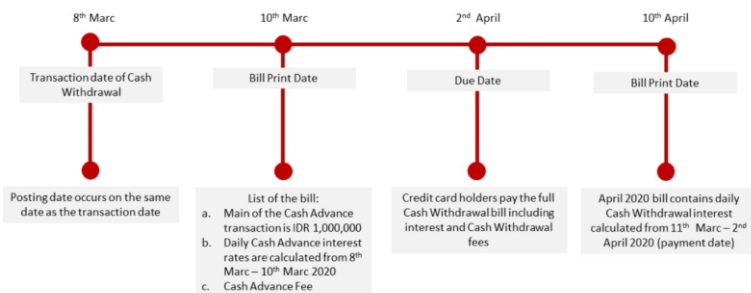 8th Marc
10th Marc
2nd April
10th April
Transaction date of Cash
Withdrawal
Bill Print Date
Due Date
Bill Print Date
Posting date occurs on the same
date as the transaction date
List of the bill:
a. Main of the Cash Advance
transaction is IDR 1,000,000
b. Daily Cash Advance interest
rates are calculated from 8th
Marc – 10th Marc 2020
c. Cash Advance Fee
Credit card holders pay the full
Cash Withdrawal bill including
interest and Cash Withdrawal
fees
April 2020 bill contains daily
Cash Withdrawal interest
calculated from 11th Marc – 2nd
April 2020 (payment date)